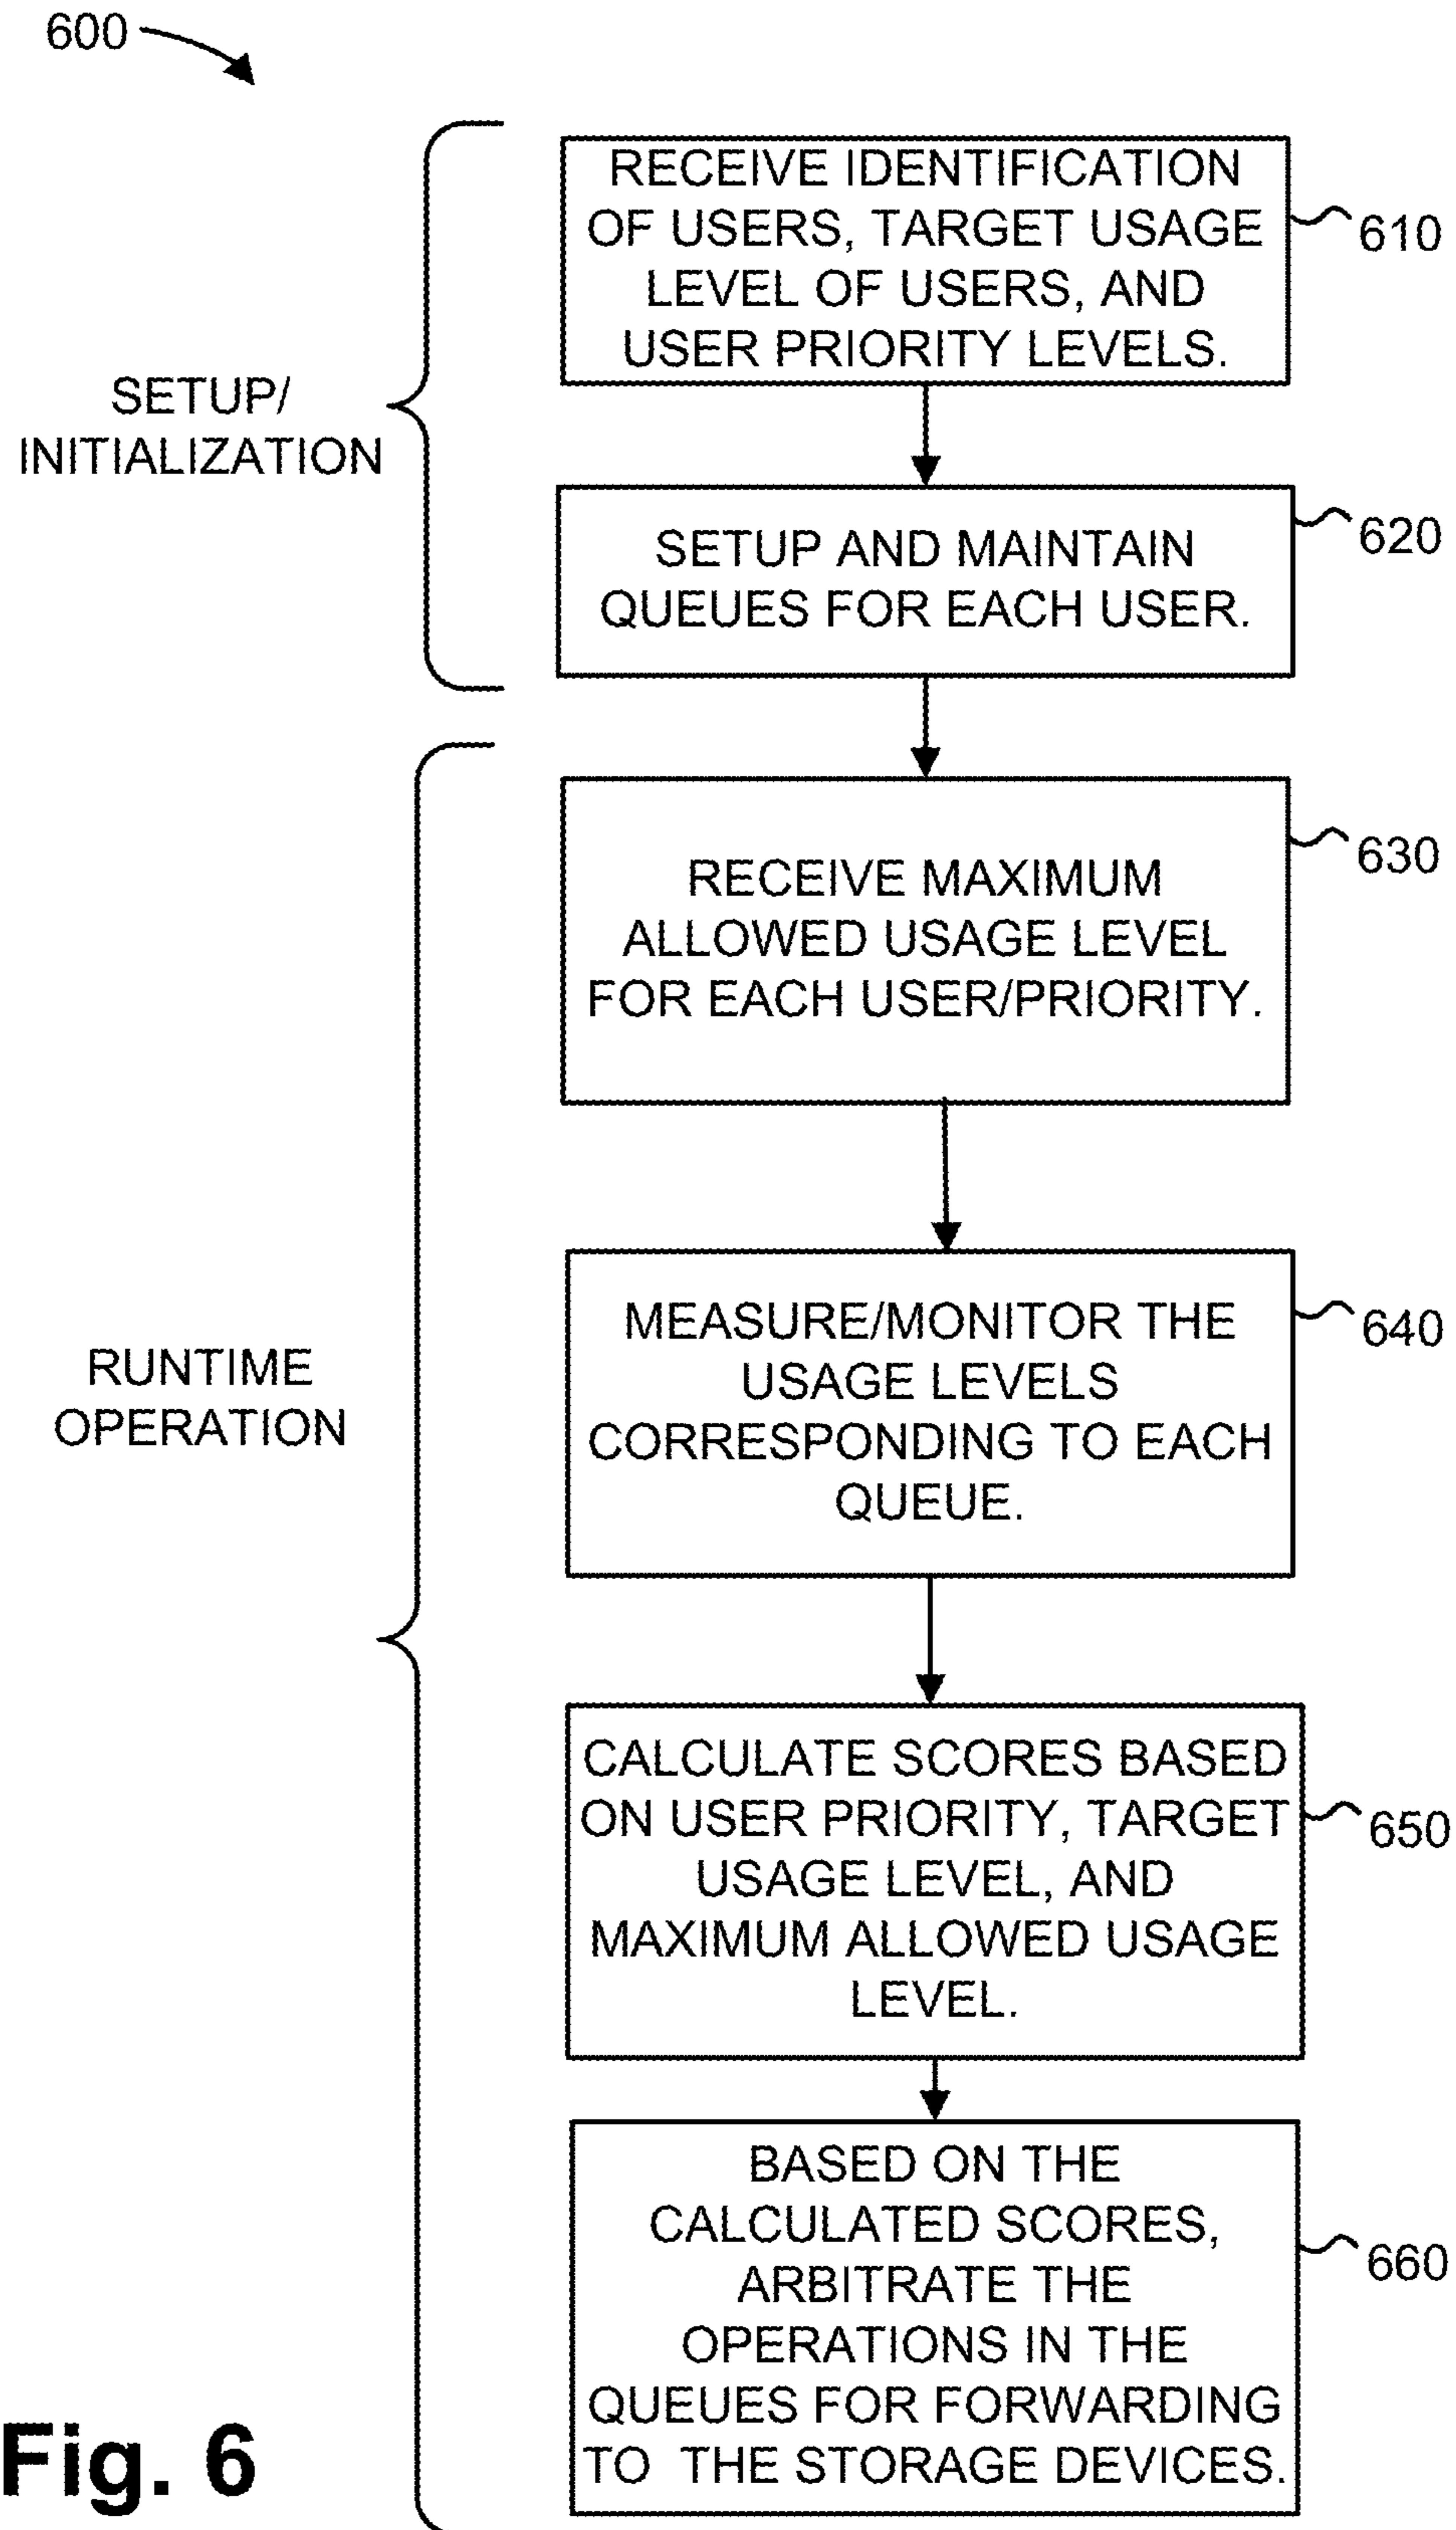 600
RECEIVE IDENTIFICATION
OF USERS, TARGET USAGE
LEVEL OF USERS, AND
USER PRIORITY LEVELS.
610
SETUP/
INITIALIZATION
SETUP AND MAINTAIN
QUEUES FOR EACH USER.
620
RECEIVE MAXIMUM
ALLOWED USAGE LEVEL
FOR EACH USER/PRIORITY.
630
MEASURE/MONITOR THE
USAGE LEVELS
CORRESPONDING TO EACH
QUEUE.
640
RUNTIME
OPERATION
CALCULATE SCORES BASED
ON USER PRIORITY, TARGET
USAGE LEVEL, AND
MAXIMUM ALLOWED USAGE
LEVEL.
650
BASED ON THE
CALCULATED SCORES,
ARBITRATE THE
OPERATIONS IN THE
QUEUES FOR FORWARDING
TO THE STORAGE DEVICES.
660
Fig. 6